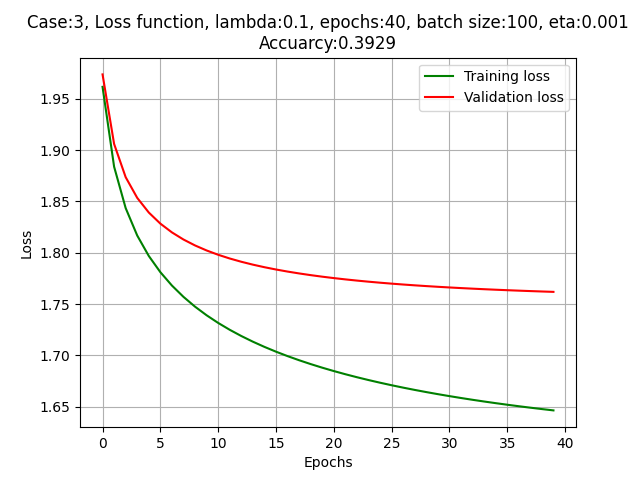 Case:3, Loss function, lambda:0.1, epochs:40, batch size:100, eta:0.001
Accuarcy:0.3929
Training loss
Validation loss
1.95
1.90
1.85
1.80
1.75
1.70
1.65
Loss
0 5 10 15 20 25 30 35 40
Epochs